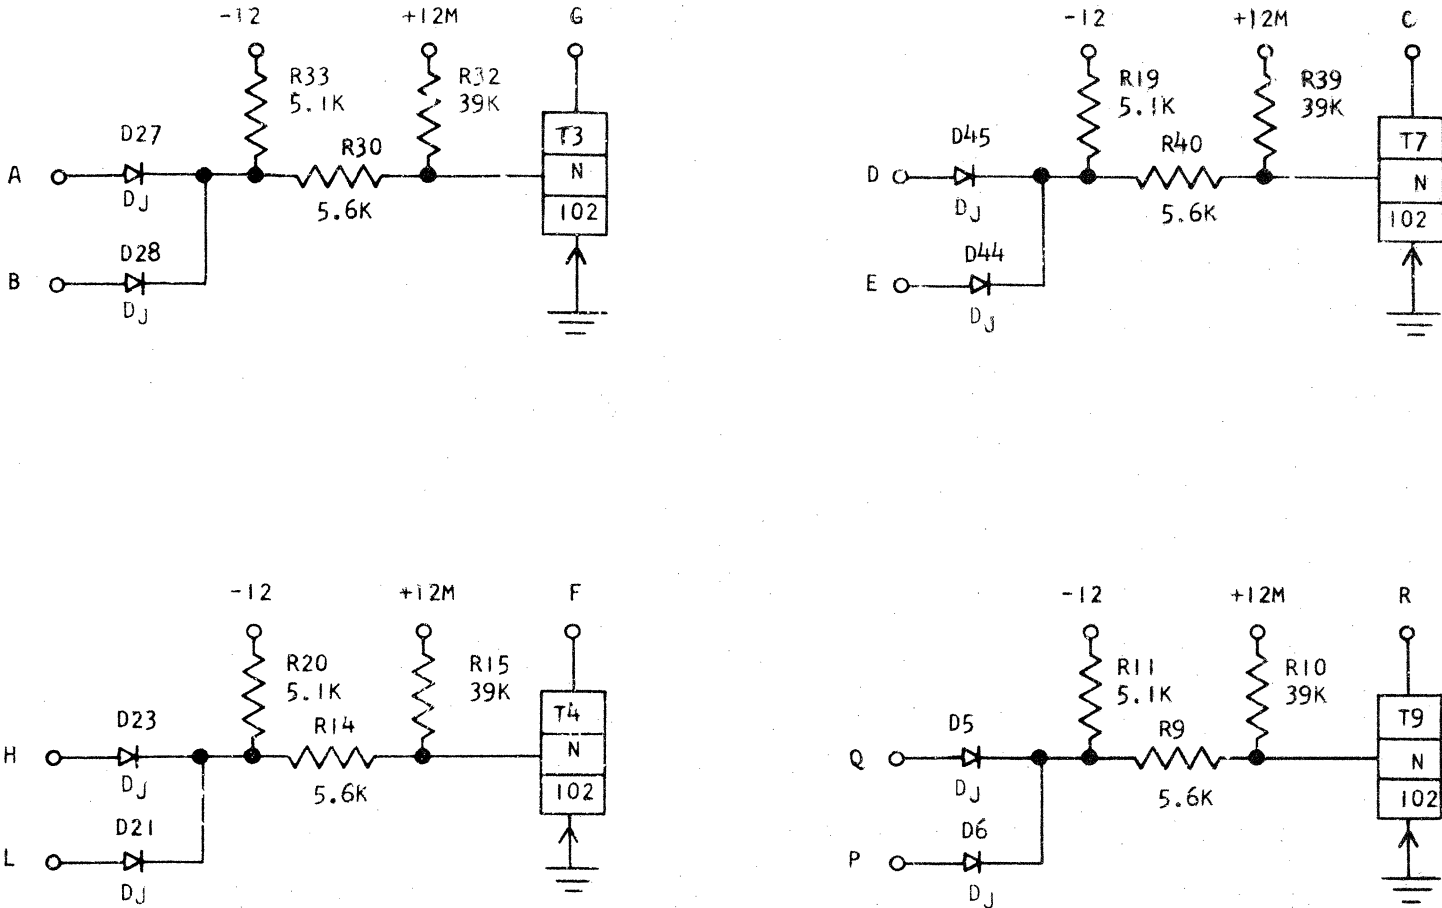 -12 +12M G
R33
5.1K
R32
39K
D27
R30
T3
A
N
DJ
5.6K
102
D28
B
DJ
-12 +12M C
R19
5.1K
R39
39K
D45
R40
T7
D
N
DJ
5.6K
102
D44
E
DJ
-12 +12M F
R20
5.1K
R15
39K
D23
R14
T4
H
N
DJ
5.6K
102
D21
L
DJ
-12 +12M R
R11
5.1K
R10
39K
D5
R9
T9
Q
N
DJ
5.6K
102
D6
P
DJ